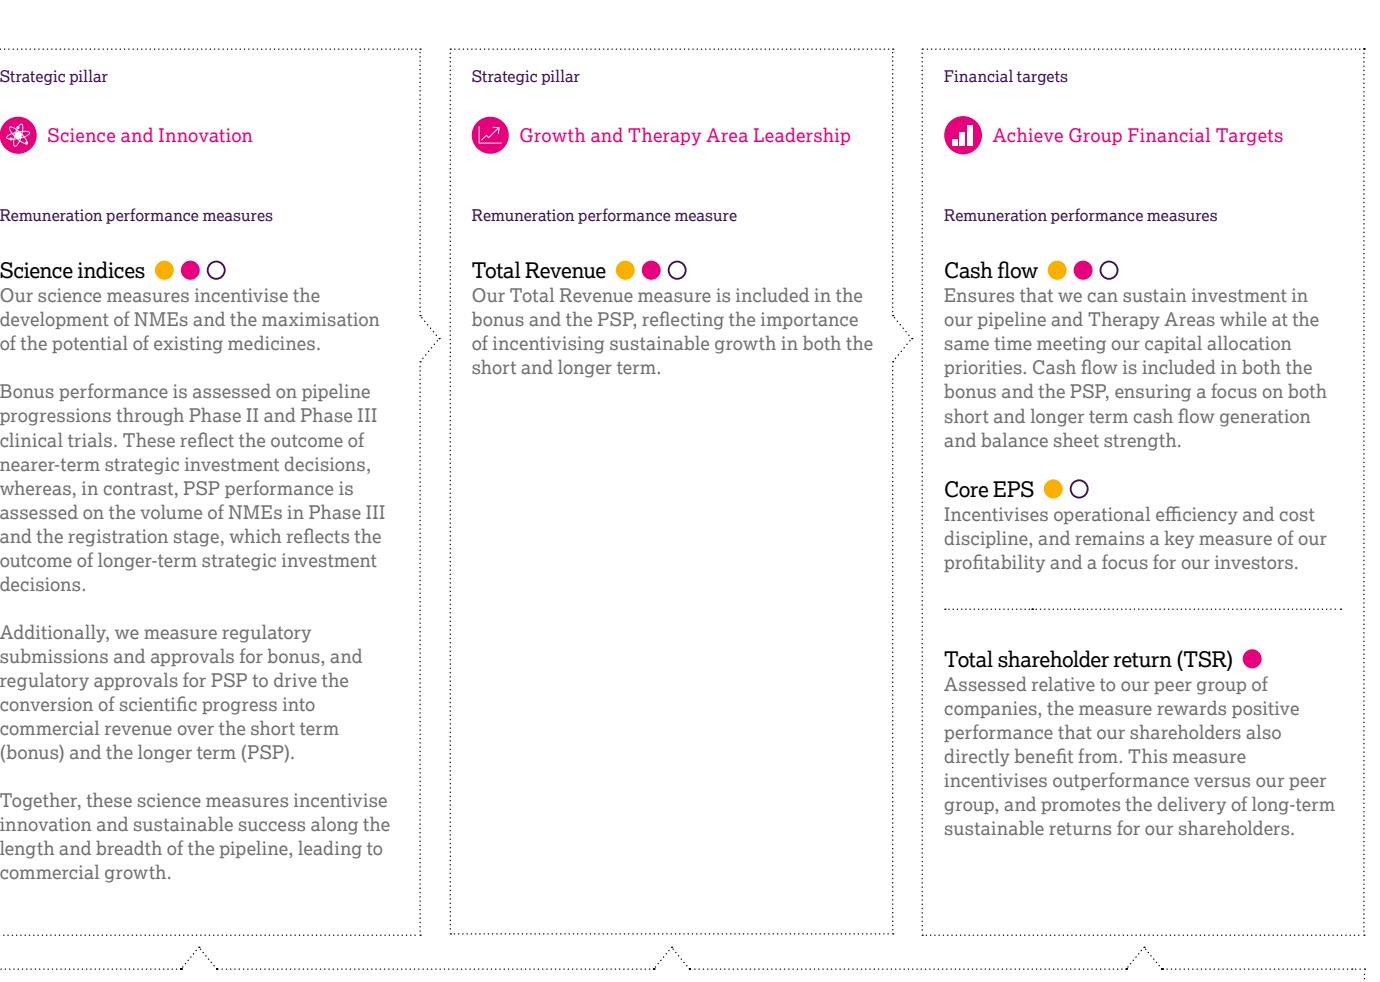 Strategic pillar
Science and Innovation
Remuneration performance measures
Science indices
Our science measures incentivise the
development of NMEs and the maximisation
of the potential of existing medicines.
Bonus performance is assessed on pipeline
progressions through Phase II and Phase III
clinical trials. These reflect the outcome of
nearer-term strategic investment decisions,
whereas, in contrast, PSP performance is
assessed on the volume of NMEs in Phase III
and the registration stage, which reflects the
outcome of longer-term strategic investment
decisions.
Additionally, we measure regulatory
submissions and approvals for bonus, and
regulatory approvals for PSP to drive the
conversion of scientific progress into
commercial revenue over the short term
(bonus) and the longer term (PSP).
Together, these science measures incentivise
innovation and sustainable success along the
length and breadth of the pipeline, leading to
commercial growth.
Strategic pillar
Growth and Therapy Area Leadership
Remuneration performance measure
Total Revenue
Our Total Revenue measure is included in the
bonus and the PSP, reflecting the importance
of incentivising sustainable growth in both the
short and longer term.
Financial targets
Achieve Group Financial Targets
Remuneration performance measures
Cash flow
Ensures that we can sustain investment in
our pipeline and Therapy Areas while at the
same time meeting our capital allocation
priorities. Cash flow is included in both the
bonus and the PSP, ensuring a focus on both
short and longer term cash flow generation
and balance sheet strength.
Core EPS
Incentivises operational efficiency and cost
discipline, and remains a key measure of our
profitability and a focus for our investors.
Total shareholder return (TSR)
Assessed relative to our peer group of
companies, the measure rewards positive
performance that our shareholders also
directly benefit from. This measure
incentivises outperformance versus our peer
group, and promotes the delivery of long-term
sustainable returns for our shareholders.